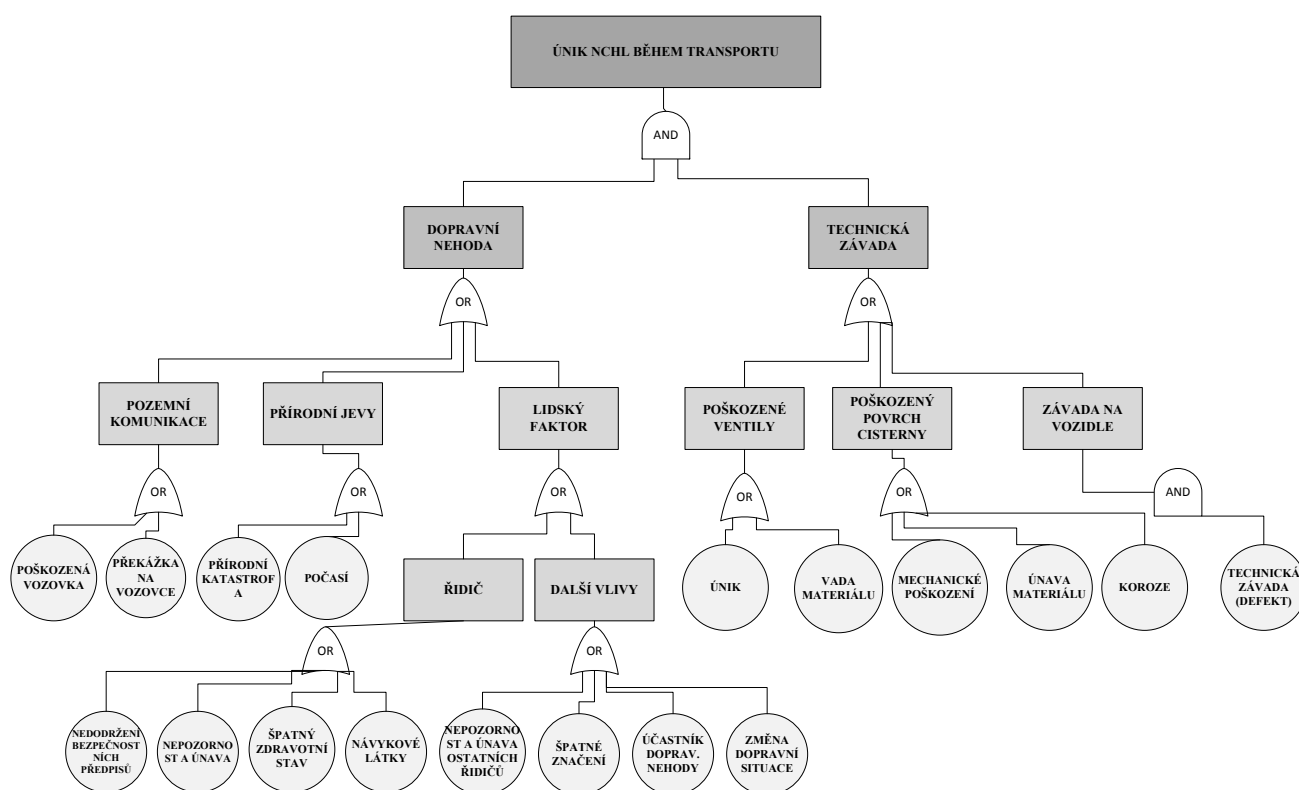 ÚNIK NCHL BĚHEM TRANSPORTU
AND
DOPRAVNÍ
NEHODA
TECHNICKÁ
ZÁVADA
OR
OR
POZEMNÍ
KOMUNIKACE
PŘÍRODNÍ JEVY
LIDSKÝ
FAKTOR
POŠKOZENÉ
VENTILY
POŠKOZENÝ
POVRCH
CISTERNY
ZÁVADA NA
VOZIDLE
OR
OR
OR
OR
OR
AND
POŠKOZENÁ
VOZOVKA
PŘEKÁŽKA
NA
VOZOVCE
PŘÍRODNÍ
KATASTROF
A
POČASÍ
ŘIDIČ
DALŠÍ VLIVY
ÚNIK
VADA
MATERIÁLU
MECHANICKÉ
POŠKOZENÍ
ÚNAVA
MATERIÁLU
KOROZE
TECHNICKÁ
ZÁVADA
(DEFEKT)
OR
OR
NEDODRŽENÍ
BEZPEČNOST
NÍCH
PŘEDPISŮ
NEPOZORNO
ST A ÚNAVA
ŠPATNÝ
ZDRAVOTNÍ
STAV
NÁVYKOVÉ
LÁTKY
NEPOZORNO
ST A ÚNAVA
OSTATNÍCH
ŘIDIČŮ
ŠPATNÉ
ZNAČENÍ
ÚČASTNÍK
DOPRAV.
NEHODY
ZMĚNA
DOPRAVNÍ
SITUACE